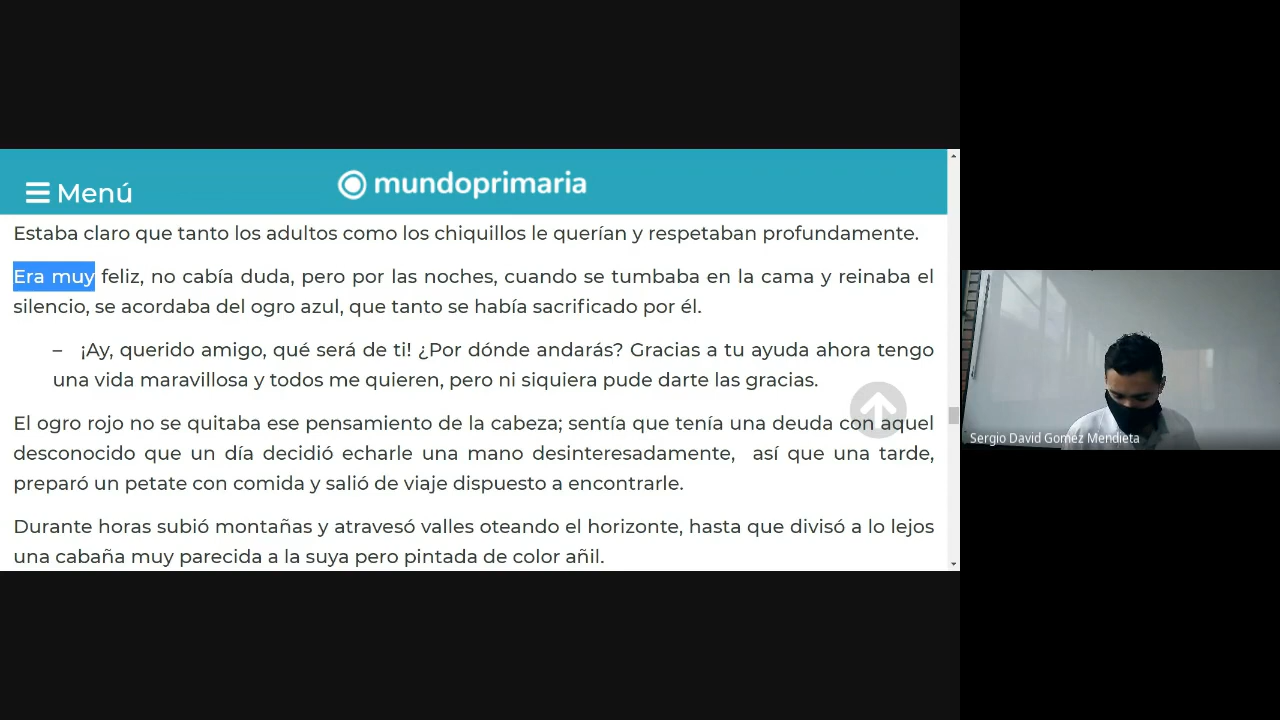 Menú
mundoprimaria
Estaba claro que tanto los adultos como los chiquillos le querían y respetaban profundamente.
Era muy feliz, no cabía duda, pero por las noches, cuando se tumbaba en la cama y reinaba el
silencio, se acordaba del ogro azul, que tanto se había sacrificado por él.
– ¡Ay, querido amigo, qué será de ti! ¿Por dónde andarás? Gracias a tu ayuda ahora tengo
una vida maravillosa y todos me quieren, pero ni siquiera pude darte las gracias.
El ogro rojo no se quitaba ese pensamiento de la cabeza; sentía que tenía una deuda con aquel
desconocido que un día decidió echarle una mano desinteresadamente, así que una tarde,
preparó un petate con comida y salió de viaje dispuesto a encontrarle.
Durante horas subió montañas y atravesó valles oteando el horizonte, hasta que divisó a lo lejos
una cabaña muy parecida a la suya pero pintada de color añil.
Sergio David Gomez Mendieta